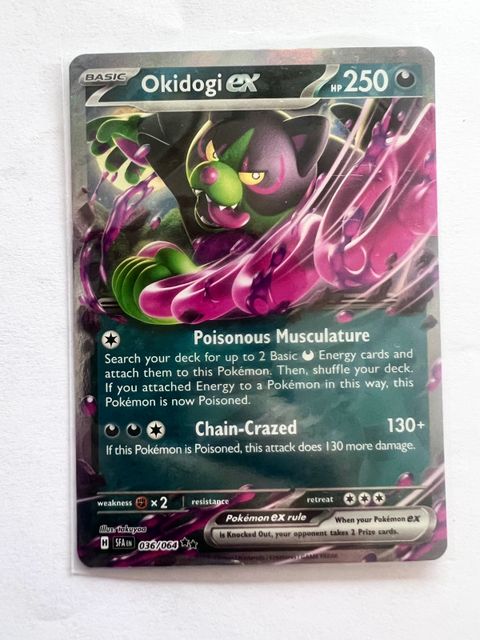 BASIC Okidogi ex HP 250
Poisonous Musculature
Search your deck for up to 2 Basic Energy cards and
attach them to this Pokémon. Then, shuffle your deck.
If you attached Energy to a Pokémon in this way, this
Pokémon is now Poisoned.
Chain-Crazed 130+
If this Pokémon is Poisoned, this attack does 130 more damage.
weakness ×2 resistance retreat
Illus. Takuyoa
Pokémon ex rule When your Pokémon ex
is Knocked Out, your opponent takes 2 Prize cards.
H SFA EN 036/064